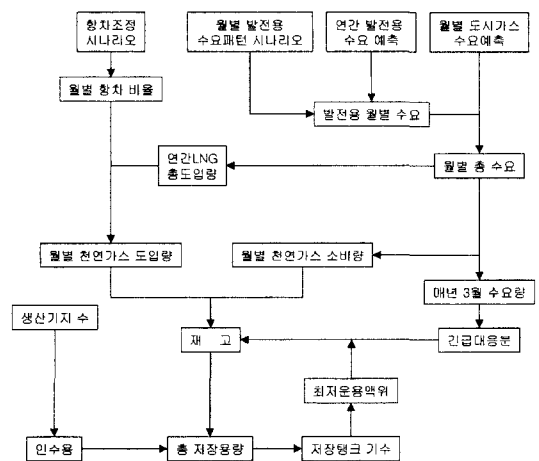 항차조정
시나리오
월별 발전용
수요패턴 시나리오
연간 발전용
수요 예측
월별 도시가스
수요예측
월별 항차 비율
발전용 월별 수요
연간LNG
총도입량
월별 총 수요
월별 천연가스 도입량
월별 천연가스 소비량
매년 3월 수요량
생산기지 수
재 고
긴급대응분
최저운용액위
인수용
총 저장용량
저장탱크 기수